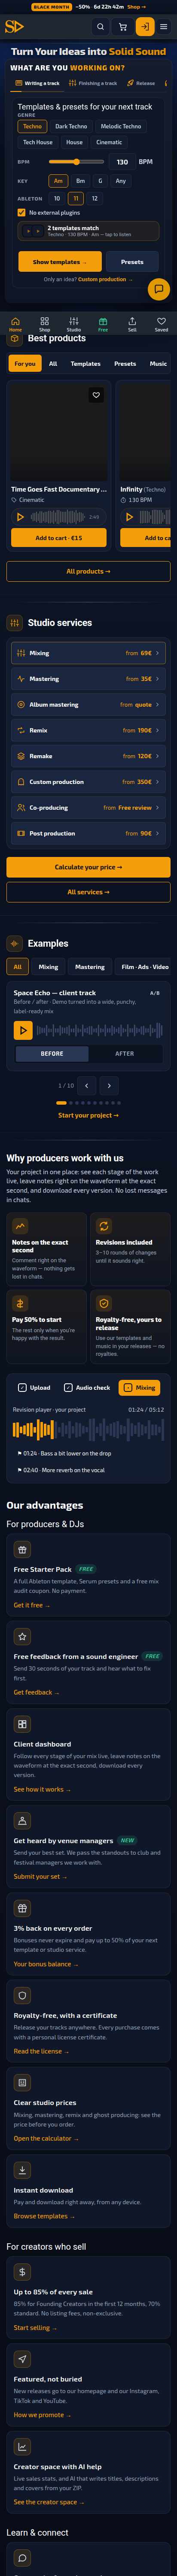 BLACK MONTH −50% · 6d 22h 42m Shop →
Turn Your Ideas into Solid Sound
WHAT ARE YOU WORKING ON?
Writing a track
Finishing a track
Release
Templates & presets for your next track
GENRE
Techno
Dark Techno
Melodic Techno
Tech House
House
Cinematic
BPM
130 BPM
KEY
Am
Bm
G
Any
ABLETON
10
11
12
No external plugins
2 templates match
Techno · 130 BPM · Am — tap to listen
Show templates →
Presets
Only an idea? Custom production →
Home
Shop
Studio
Free
Sell
Saved
Best products
For you
All
Templates
Presets
Music
Time Goes Fast Documentary ...
Cinematic
2:49
Add to cart · €15
Infinity (Techno)
130 BPM
Add to ca
All products →
Studio services
Mixing from 69€
Mastering from 35€
Album mastering from quote
Remix from 190€
Remake from 120€
Custom production from 350€
Co-producing from Free review
Post production from 90€
Calculate your price →
All services →
Examples
All
Mixing
Mastering
Film · Ads · Video
Space Echo — client track
A/B
Before / after · Demo turned into a wide, punchy,
label-ready mix
BEFORE
AFTER
1 / 10
Start your project →
Why producers work with us
Your project in one place: see each stage of the work
live, leave notes right on the waveform at the exact
second, and download every version. No lost messages
in chats.
Notes on the exact
second
Comment right on the
waveform — nothing gets
lost in chats.
Revisions included
3–10 rounds of changes
until it sounds right.
Pay 50% to start
The rest only when you're
happy with the result.
Royalty-free, yours to
release
Use our templates and
music in your releases — no
royalties.
Upload
Audio check
Mixing
Revision player · your project
01:24 / 05:12
01:24 · Bass a bit lower on the drop
02:40 · More reverb on the vocal
Our advantages
For producers & DJs
Free Starter Pack FREE
A full Ableton template, Serum presets and a free mix
audit coupon. No payment.
Get it free →
Free feedback from a sound engineer FREE
Send 30 seconds of your track and hear what to fix
first.
Get feedback →
Client dashboard
Follow every stage of your mix live, leave notes on the
waveform at the exact second, download every
version.
See how it works →
Get heard by venue managers NEW
Send your best set. We pass the standouts to club and
festival managers we work with.
Submit your set →
3% back on every order
Bonuses never expire and pay up to 50% of your next
template or studio service.
Your bonus balance →
Royalty-free, with a certificate
Release your tracks anywhere. Every purchase comes
with a personal license certificate.
Read the license →
Clear studio prices
Mixing, mastering, remix and ghost producing: see the
price before you order.
Open the calculator →
Instant download
Pay and download right away, from any device.
Browse templates →
For creators who sell
Up to 85% of every sale
85% for Founding Creators in the first 12 months, 70%
standard. No listing fees, non-exclusive.
Start selling →
Featured, not buried
New releases go to our homepage and our Instagram,
TikTok and YouTube.
How we promote →
Creator space with AI help
Live sales stats, and AI that writes titles, descriptions
and covers from your ZIP.
See the creator space →
Learn & connect